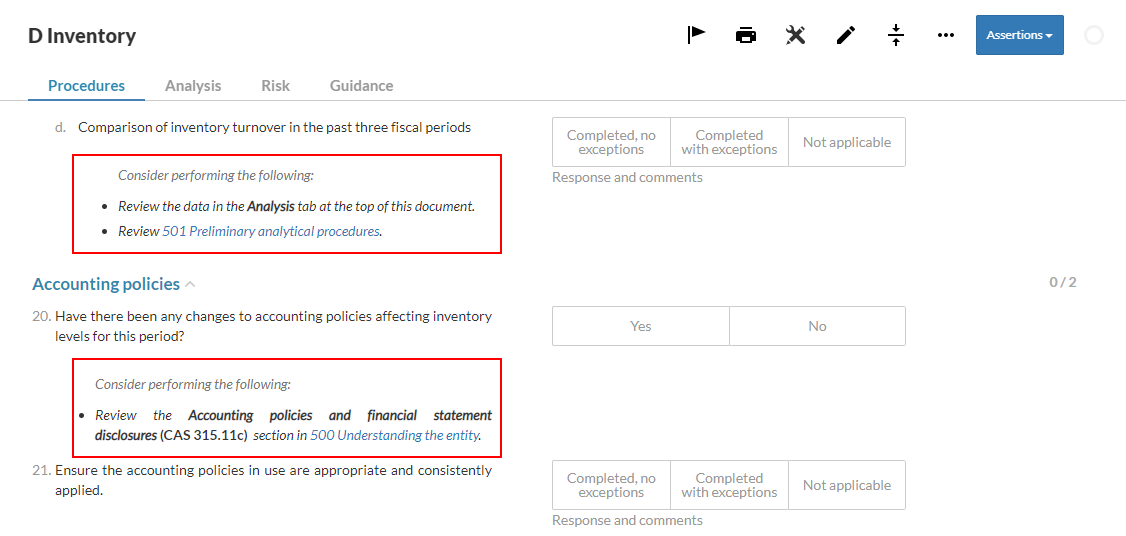 D Inventory
Assertions
Procedures
Analysis
Risk
Guidance
d. Comparison of inventory turnover in the past three fiscal periods
Completed, no
exceptions
Completed
with exceptions
Not applicable
Response and comments
Consider performing the following:
• Review the data in the Analysis tab at the top of this document.
• Review 501 Preliminary analytical procedures.
Accounting policies
0 / 2
20. Have there been any changes to accounting policies affecting inventory
levels for this period?
Yes
No
Consider performing the following:
• Review the Accounting policies and financial statement
disclosures (CAS 315.11c) section in 500 Understanding the entity.
21. Ensure the accounting policies in use are appropriate and consistently
applied.
Completed, no
exceptions
Completed
with exceptions
Not applicable
Response and comments